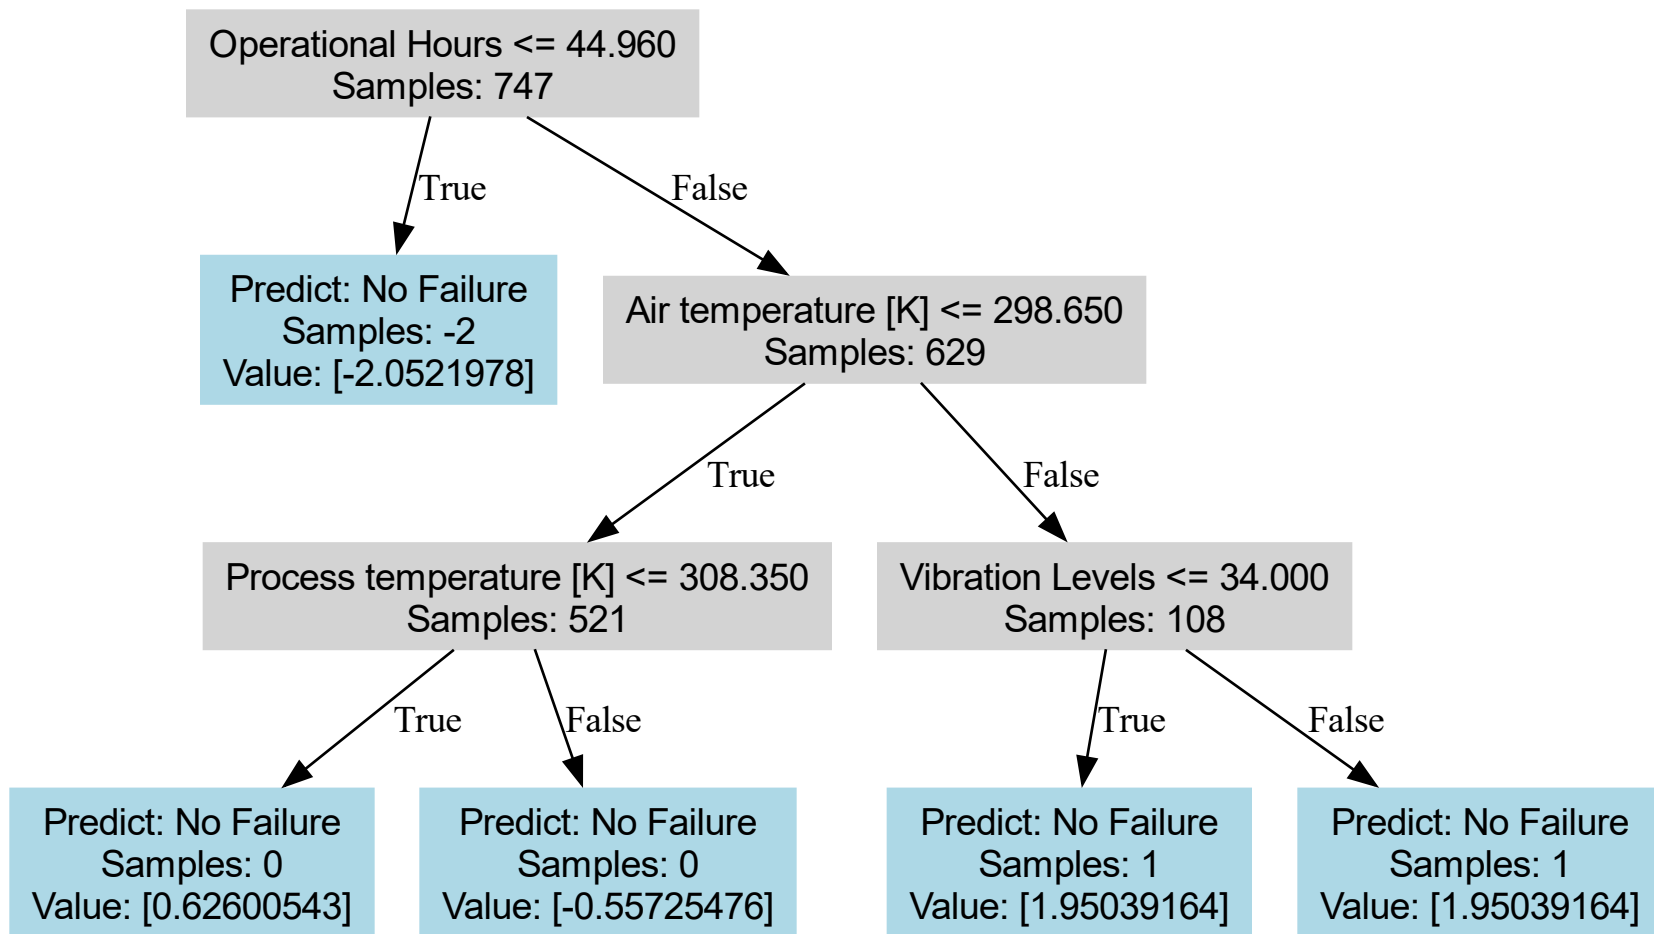 Operational Hours <= 44.960
Samples: 747
True
False
Predict: No Failure
Samples: -2
Value: [-2.0521978]
Air temperature [K] <= 298.650
Samples: 629
True
False
Process temperature [K] <= 308.350
Samples: 521
Vibration Levels <= 34.000
Samples: 108
True
False
True
False
Predict: No Failure
Samples: 0
Value: [0.62600543]
Predict: No Failure
Samples: 0
Value: [-0.55725476]
Predict: No Failure
Samples: 1
Value: [1.95039164]
Predict: No Failure
Samples: 1
Value: [1.95039164]